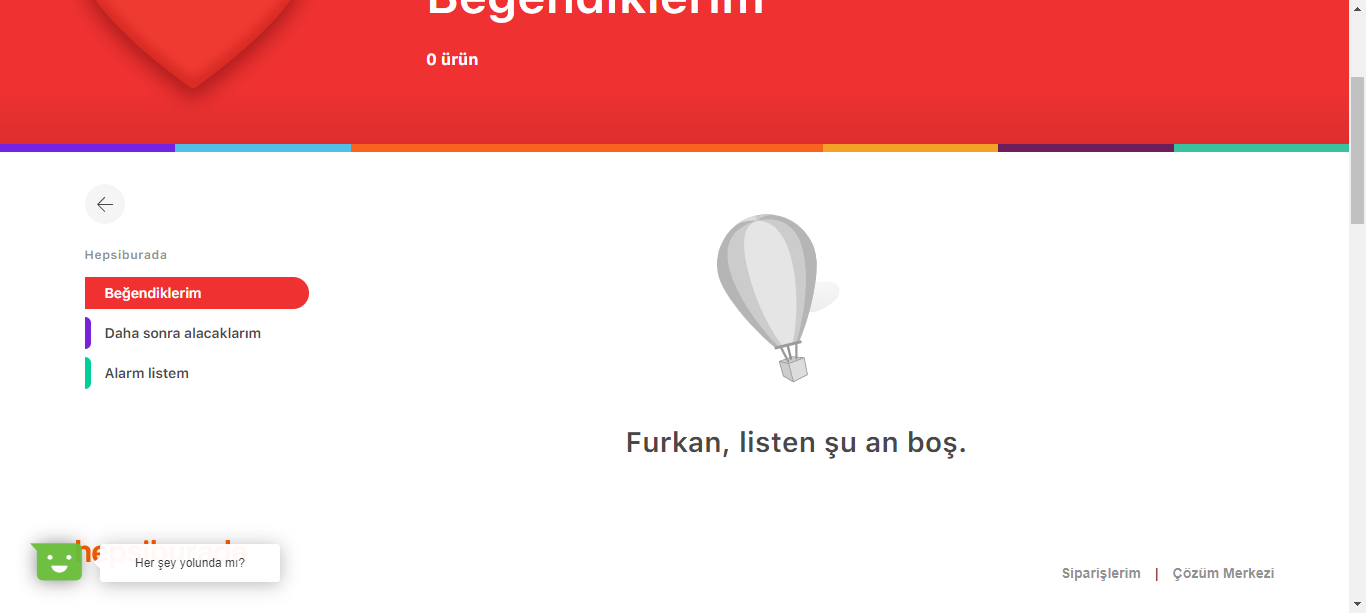 Beğendiklerim
0 ürün
Hepsiburada
Beğendiklerim
Daha sonra alacaklarım
Alarm listem
Furkan, listen şu an boş.
hepsiburada
Her şey yolunda mı?
Siparişlerim | Çözüm Merkezi